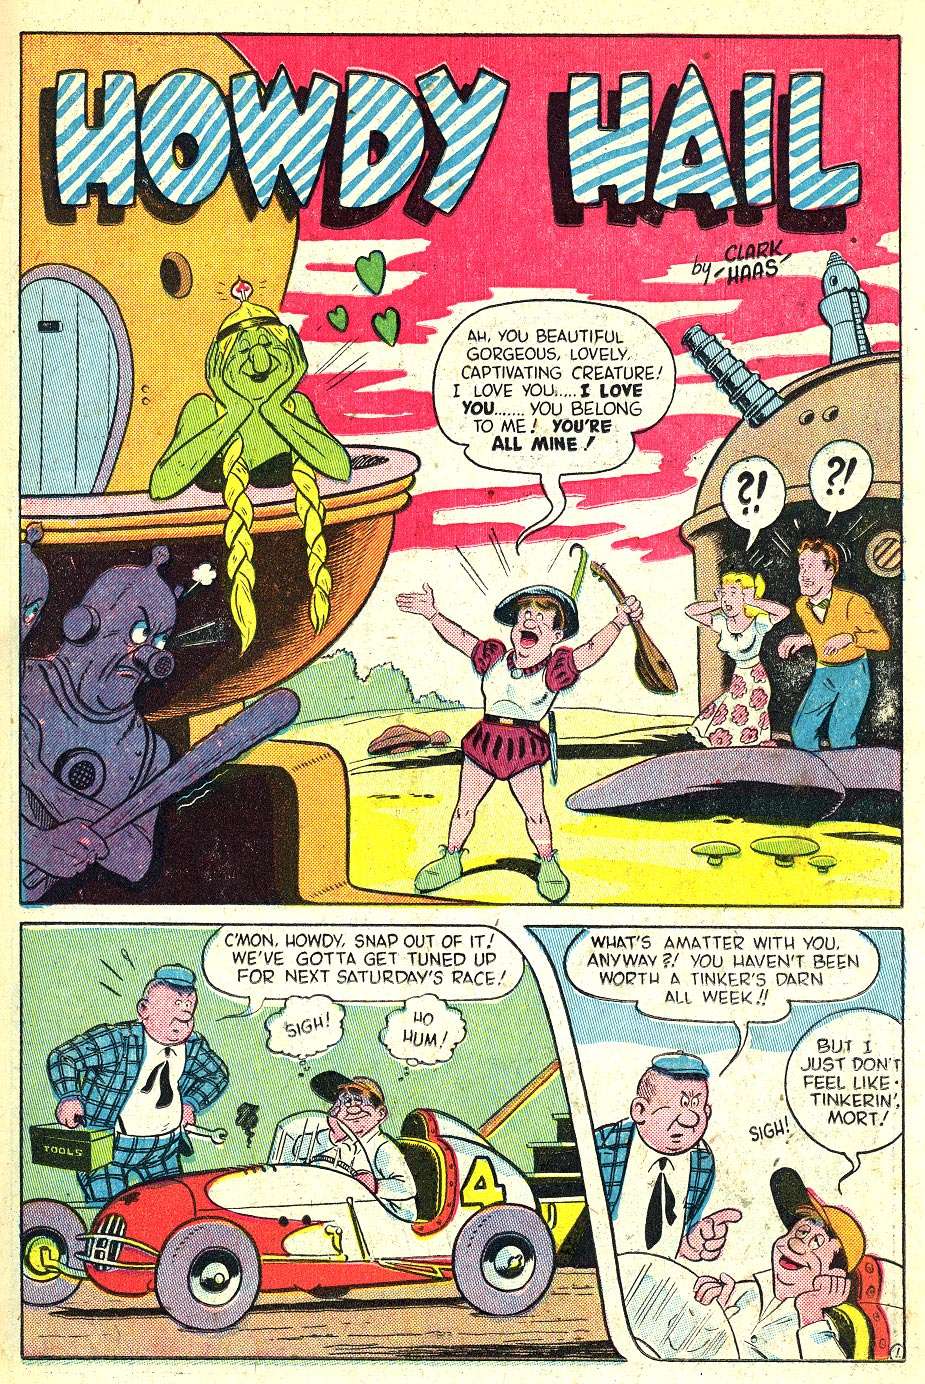 HOWDY HAIL
by CLARK
HAAS
AH, YOU BEAUTIFUL
GORGEOUS, LOVELY,
CAPTIVATING CREATURE!
I LOVE YOU..... I LOVE
YOU....... YOU BELONG
TO ME! YOU'RE
ALL MINE!
?!
?!
C'MON, HOWDY, SNAP OUT OF IT!
WE'VE GOTTA GET TUNED UP
FOR NEXT SATURDAY'S RACE!
SIGH!
HO
HUM!
TOOLS
4
WHAT'S AMATTER WITH YOU,
ANYWAY?! YOU HAVEN'T BEEN
WORTH A TINKER'S DARN
ALL WEEK!!
SIGH!
BUT I
JUST DON'T
FEEL LIKE
TINKERIN',
MORT!
1.